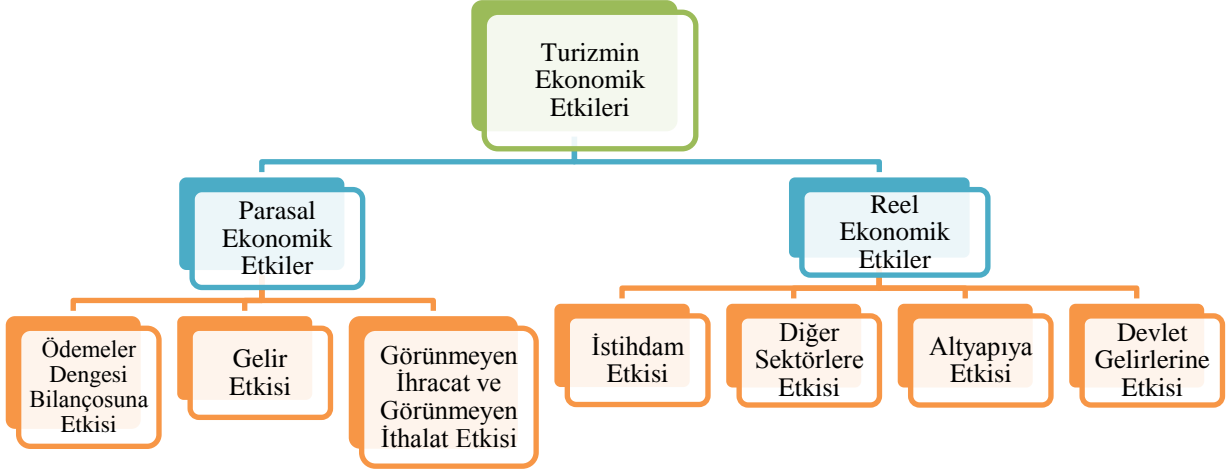 Turizmin
Ekonomik
Etkileri
Parasal
Ekonomik
Etkiler
Reel
Ekonomik
Etkiler
Ödemeler
Dengesi
Bilançosuna
Etkisi
Gelir
Etkisi
Görünmeyen
İhracat ve
Görünmeyen
İthalat Etkisi
İstihdam
Etkisi
Diğer
Sektörlere
Etkisi
Altyapıya
Etkisi
Devlet
Gelirlerine
Etkisi